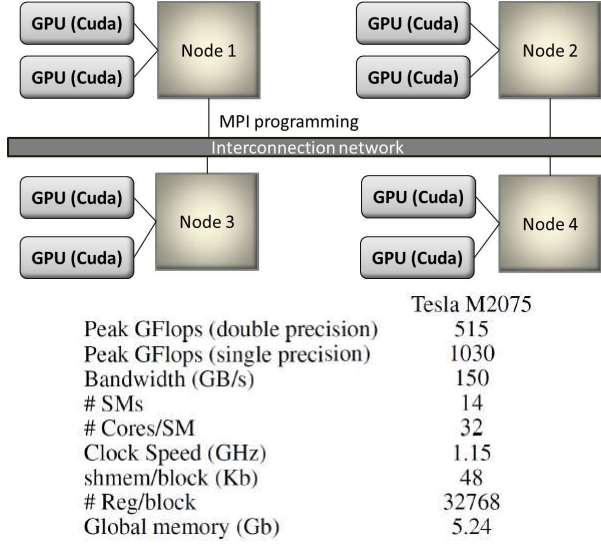 GPU (Cuda)
GPU (Cuda)
Node 1
GPU (Cuda)
GPU (Cuda)
Node 2
MPI programming
Interconnection network
GPU (Cuda)
GPU (Cuda)
Node 3
GPU (Cuda)
GPU (Cuda)
Node 4
Tesla M2075
Peak GFlops (double precision) 515
Peak GFlops (single precision) 1030
Bandwidth (GB/s) 150
# SMs 14
# Cores/SM 32
Clock Speed (GHz) 1.15
shmem/block (Kb) 48
# Reg/block 32768
Global memory (Gb) 5.24